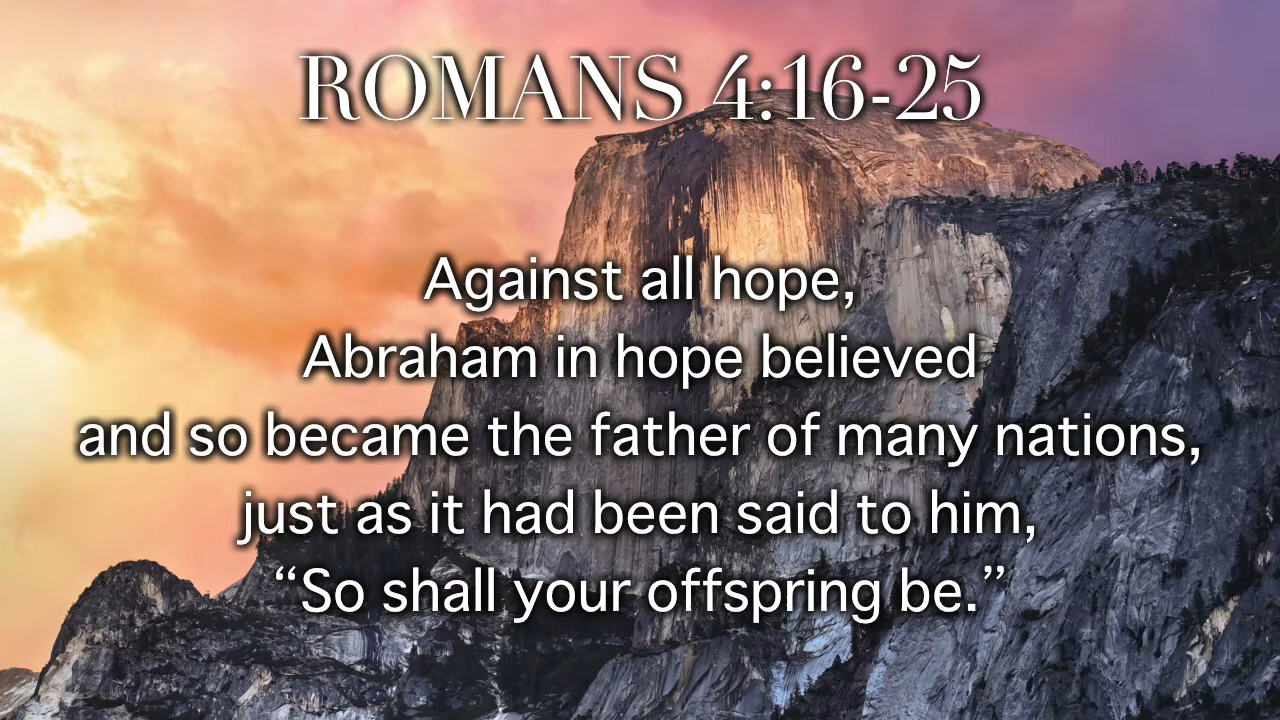 ROMANS 4:16-25
Against all hope,
Abraham in hope believed
and so became the father of many nations,
just as it had been said to him,
“So shall your offspring be.”